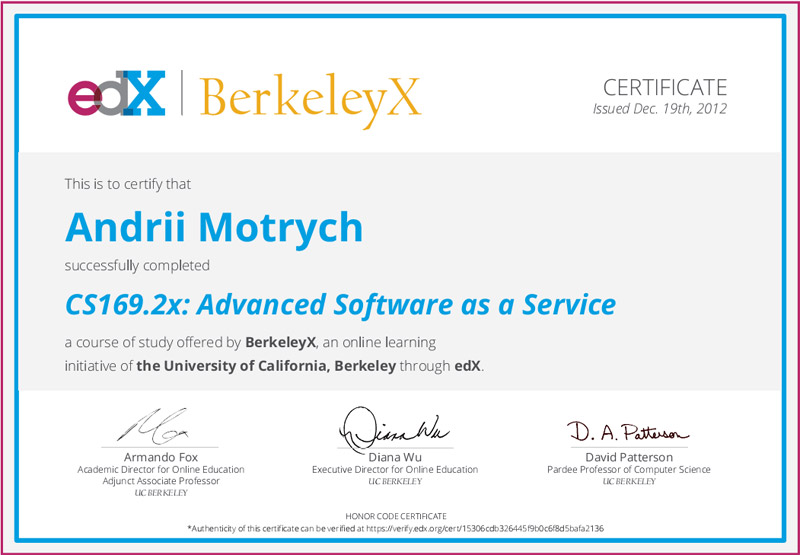 edX | BerkeleyX
CERTIFICATE
Issued Dec. 19th, 2012
This is to certify that
Andrii Motrych
successfully completed
CS169.2x: Advanced Software as a Service
a course of study offered by BerkeleyX, an online learning
initiative of the University of California, Berkeley through edX.
Diana Wu
D. A. Patterson
Armando Fox
Academic Director for Online Education
Adjunct Associate Professor
UC BERKELEY
Diana Wu
Executive Director for Online Education
UC BERKELEY
David Patterson
Pardee Professor of Computer Science
UC BERKELEY
HONOR CODE CERTIFICATE
*Authenticity of this certificate can be verified at https://verify.edx.org/cert/15306cdb326445f9b0c6f8d5bafa2136